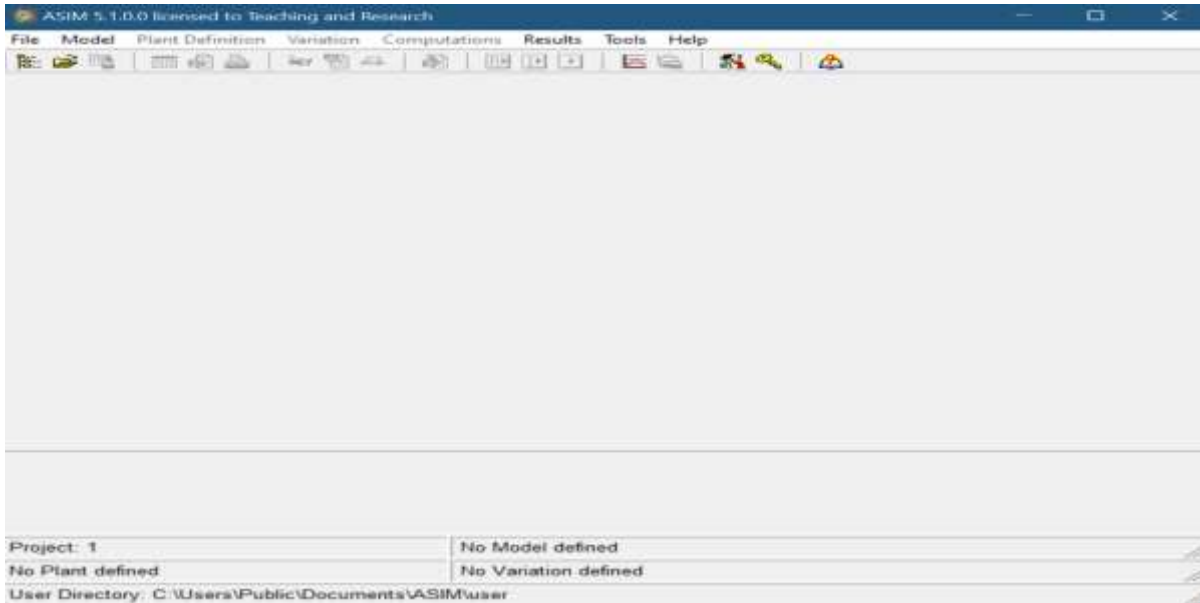 ASIM 5.1.0.0 licensed to Teaching and Research
File Model Plant Definition Variation Computations Results Tools Help
Project: 1 No Model defined
No Plant defined No Variation defined
User Directory: C:\Users\Public\Documents\ASIM\user